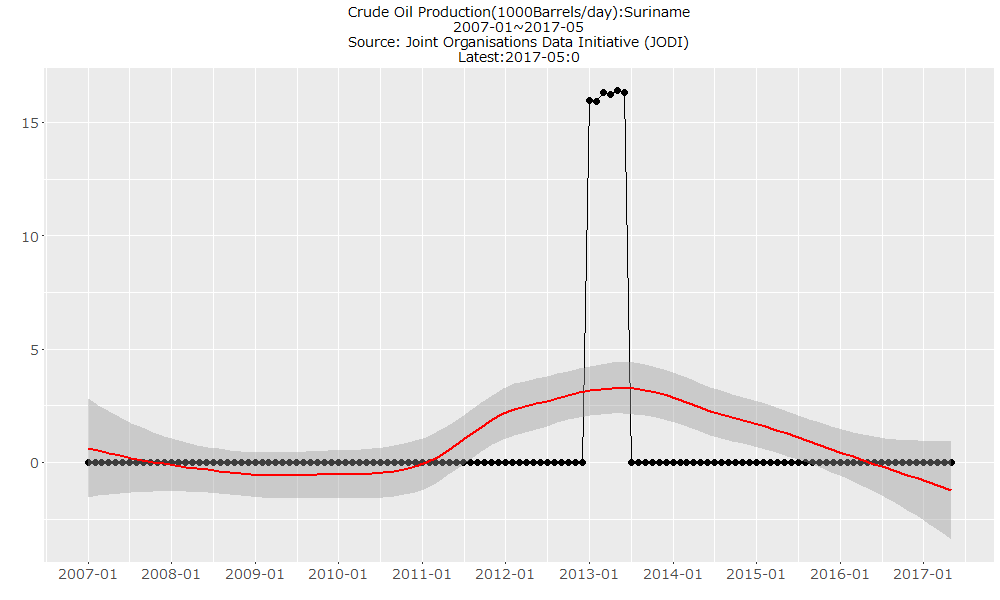 Crude Oil Production(1000Barrels/day):Suriname
2007-01~2017-05
Source: Joint Organisations Data Initiative (JODI)
Latest:2017-05:0
15
10
5
0
2007-01 2008-01 2009-01 2010-01 2011-01 2012-01 2013-01 2014-01 2015-01 2016-01 2017-01